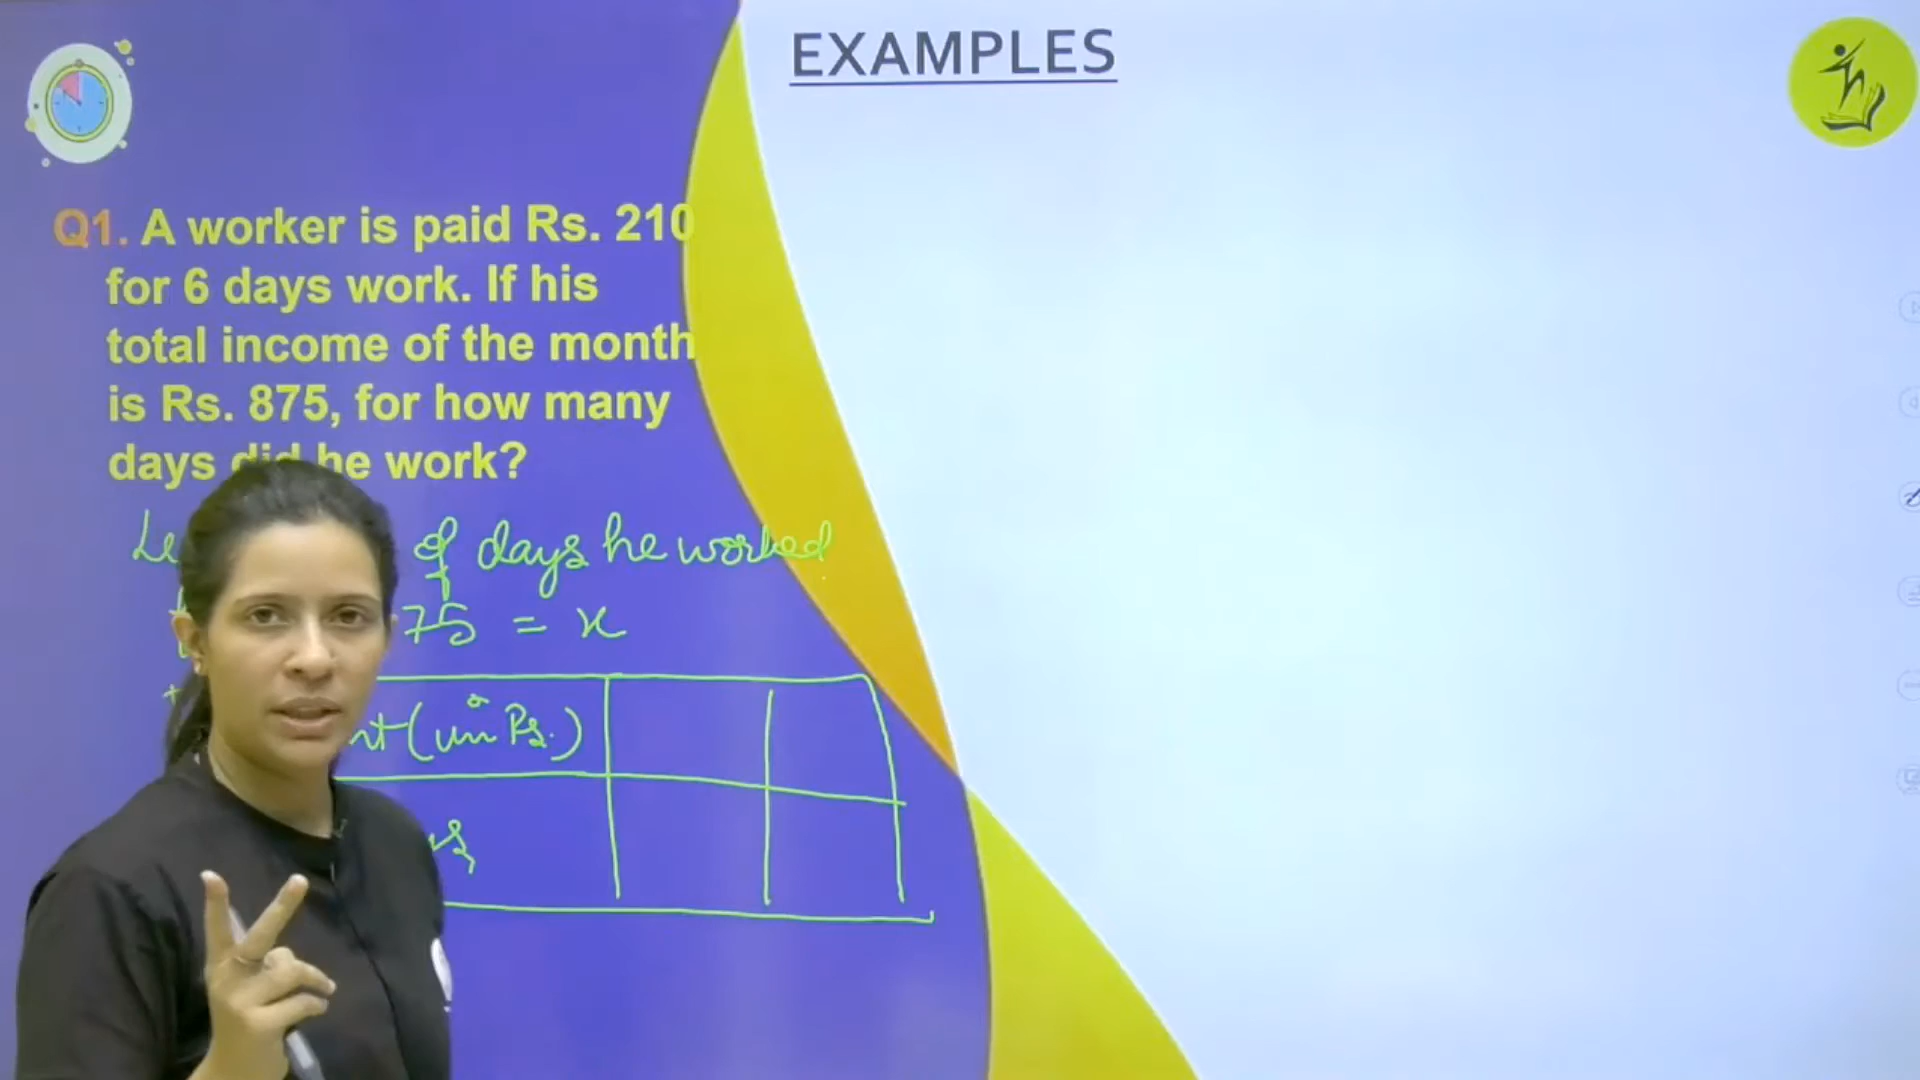 EXAMPLES
Q1. A worker is paid Rs. 210
for 6 days work. If his
total income of the month
is Rs. 875, for how many
days did he work?
of days he worked
75 = x
(in Rs.)